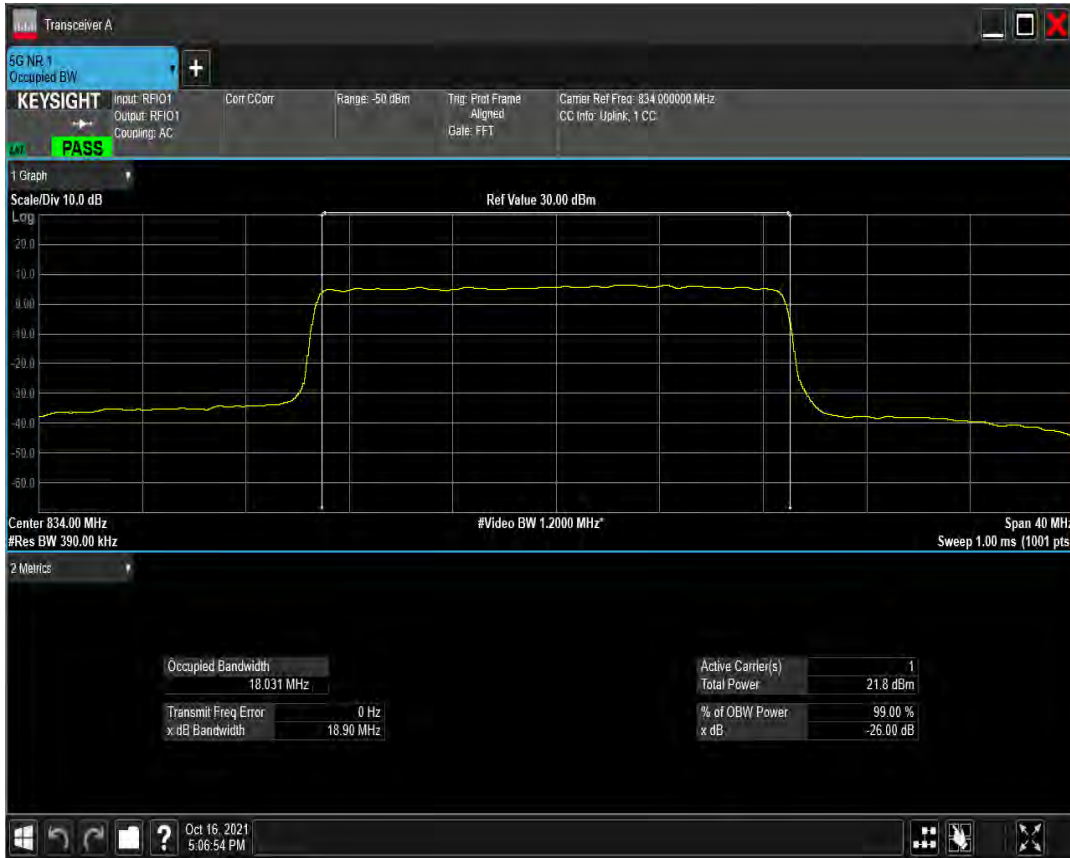 Transceiver A
5G NR 1
Occupied BW
+
KEYSIGHT
PASS
Input: RFIO1
Output: RFIO1
Coupling: AC
Corr CCorr
Range: -50 dBm
Trig: Prot Frame
Aligned
Gate: FFT
Carrier Ref Freq: 834.000000 MHz
CC Info: Uplink, 1 CC
1 Graph
Scale/Div 10.0 dB
Ref Value 30.00 dBm
Log
20.0
10.0
0.00
-10.0
-20.0
-30.0
-40.0
-50.0
-60.0
Center 834.00 MHz
#Video BW 1.2000 MHz*
Span 40 MHz
#Res BW 390.00 kHz
Sweep 1.00 ms (1001 pts
2 Metrics
Occupied Bandwidth
18.031 MHz
Transmit Freq Error 0 Hz
x dB Bandwidth 18.90 MHz
Active Carrier(s) 1
Total Power 21.8 dBm
% of OBW Power 99.00 %
x dB -26.00 dB
?
Oct 16, 2021
5:06:54 PM